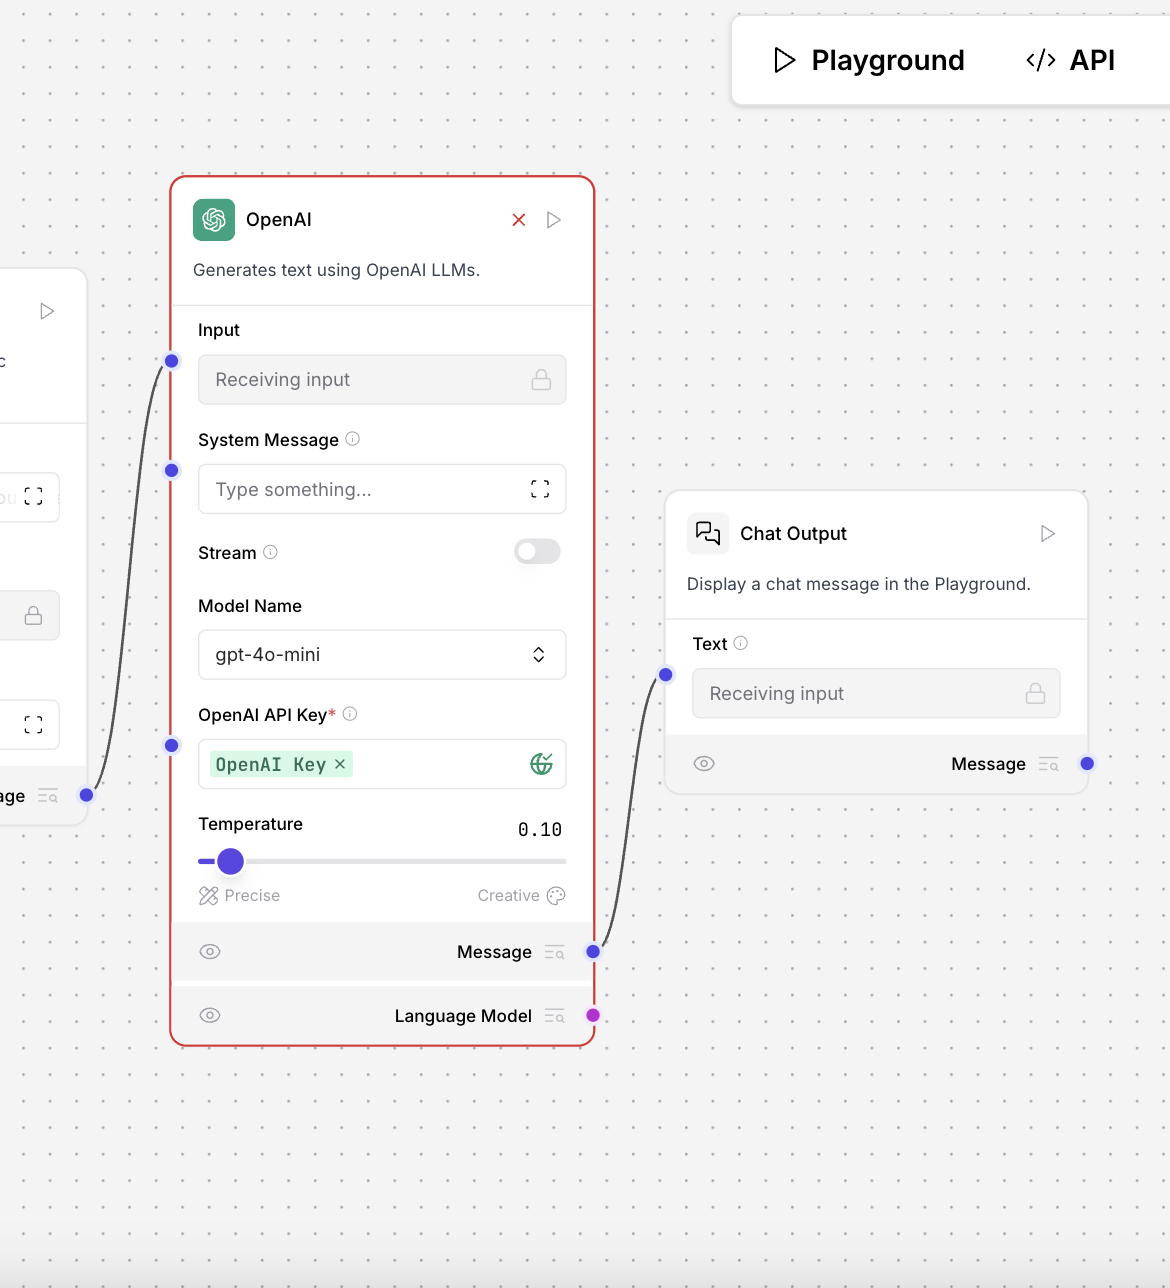 Playground
API
OpenAI
Generates text using OpenAI LLMs.
Input
Receiving input
System Message
Type something...
Stream
Model Name
gpt-4o-mini
OpenAI API Key*
OpenAI Key
Temperature
0.10
Precise
Creative
Message
Language Model
Chat Output
Display a chat message in the Playground.
Text
Receiving input
Message